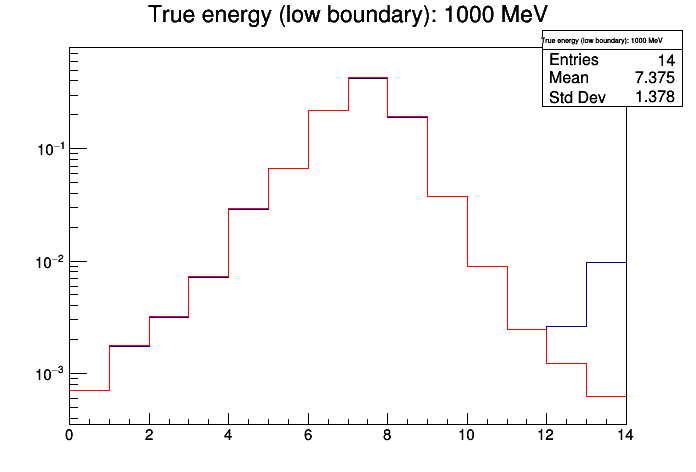 True energy (low boundary): 1000 MeV
True energy (low boundary): 1000 MeV
Entries 14
Mean 7.375
Std Dev 1.378
10⁻¹
10⁻²
10⁻³
0 2 4 6 8 10 12 14